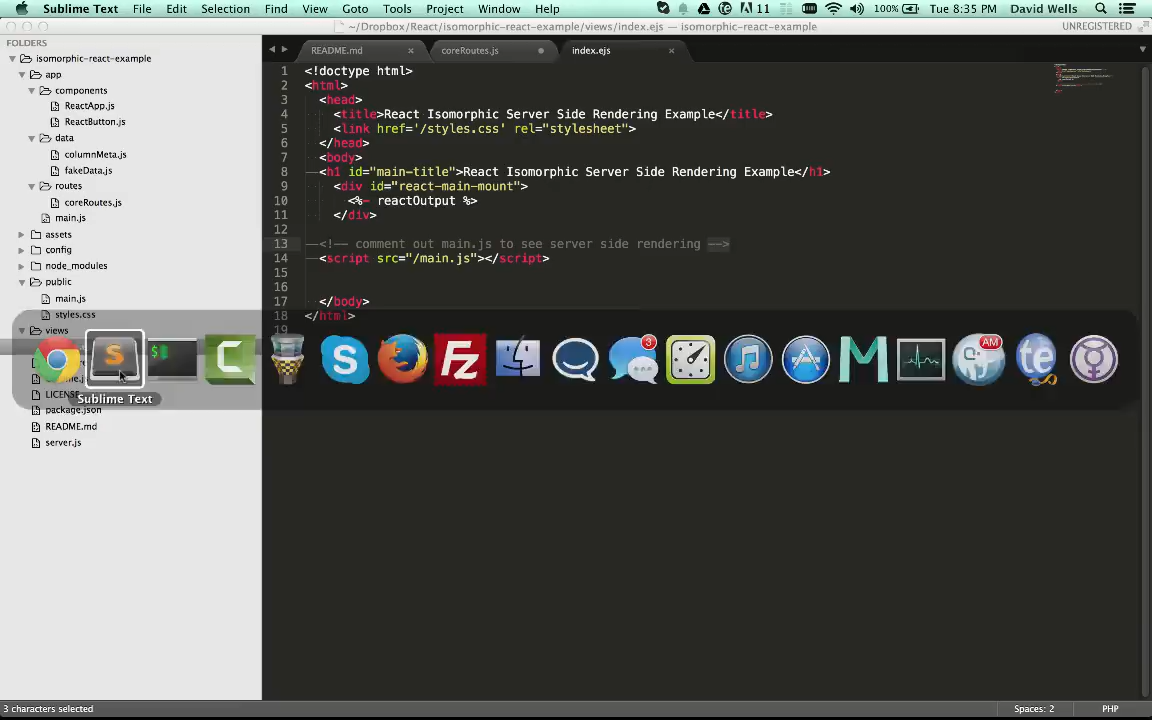 Sublime Text File Edit Selection Find View Goto Tools Project Window Help 11 100% Tue 8:35 PM David Wells
~/Dropbox/React/isomorphic-react-example/views/index.ejs — isomorphic-react-example UNREGISTERED
FOLDERS
isomorphic-react-example
app
components
ReactApp.js
ReactButton.js
data
columnMeta.js
fakeData.js
routes
coreRoutes.js
main.js
assets
config
node_modules
public
main.js
styles.css
views
LICENSE
package.json
README.md
server.js
README.md × coreRoutes.js index.ejs ×
1 <!doctype html>
2 <html>
3 <head>
4 <title>React Isomorphic Server Side Rendering Example</title>
5 <link href='/styles.css' rel="stylesheet">
6 </head>
7 <body>
8 <h1 id="main-title">React Isomorphic Server Side Rendering Example</h1>
9 <div id="react-main-mount">
10 <%- reactOutput %>
11 </div>
12
13 <!-- comment out main.js to see server side rendering -->
14 <script src="/main.js"></script>
15
16
17 </body>
18 </html>
19
S $ C Fz 3 M AM te
Sublime Text
3 characters selected Spaces: 2 PHP